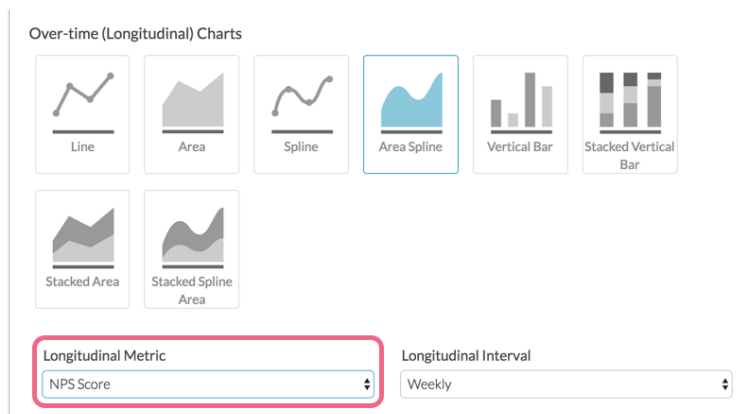 Over-time (Longitudinal) Charts
Line
Area
Spline
Area Spline
Vertical Bar
Stacked Vertical
Bar
Stacked Area
Stacked Spline
Area
Longitudinal Metric
NPS Score
Longitudinal Interval
Weekly